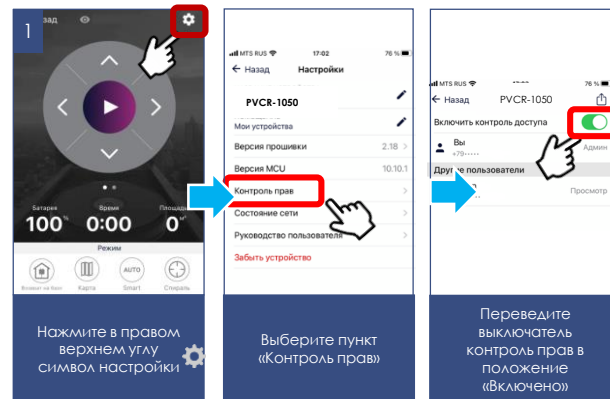 1
зад
Батарея
Время
Площадь
100 %
0:00
0 м²
Режим
Возврат на базу
Карта
AUTO
Smart
Спираль
Нажмите в правом
верхнем углу
символ настройки
MTS RUS
17:02
76 %
← Назад
Настройки
PVCR-1050
Мои устройства
Версия прошивки
2.18 >
Версия MCU
10.10.1
Контроль прав
>
Состояние сети
>
Руководство пользователя
>
Забыть устройство
Выберите пункт
«Контроль прав»
MTS RUS
76 %
← Назад
PVCR-1050
Включить контроль доступа
Вы
Админ
+79·····
Другие пользователи
Просмотр
Переведите
выключатель
контроль прав в
положение
«Включено»